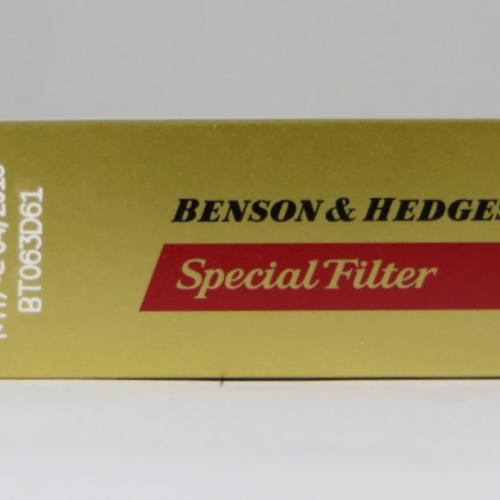 BENSON & HEDGES
Special Filter
BT063D61